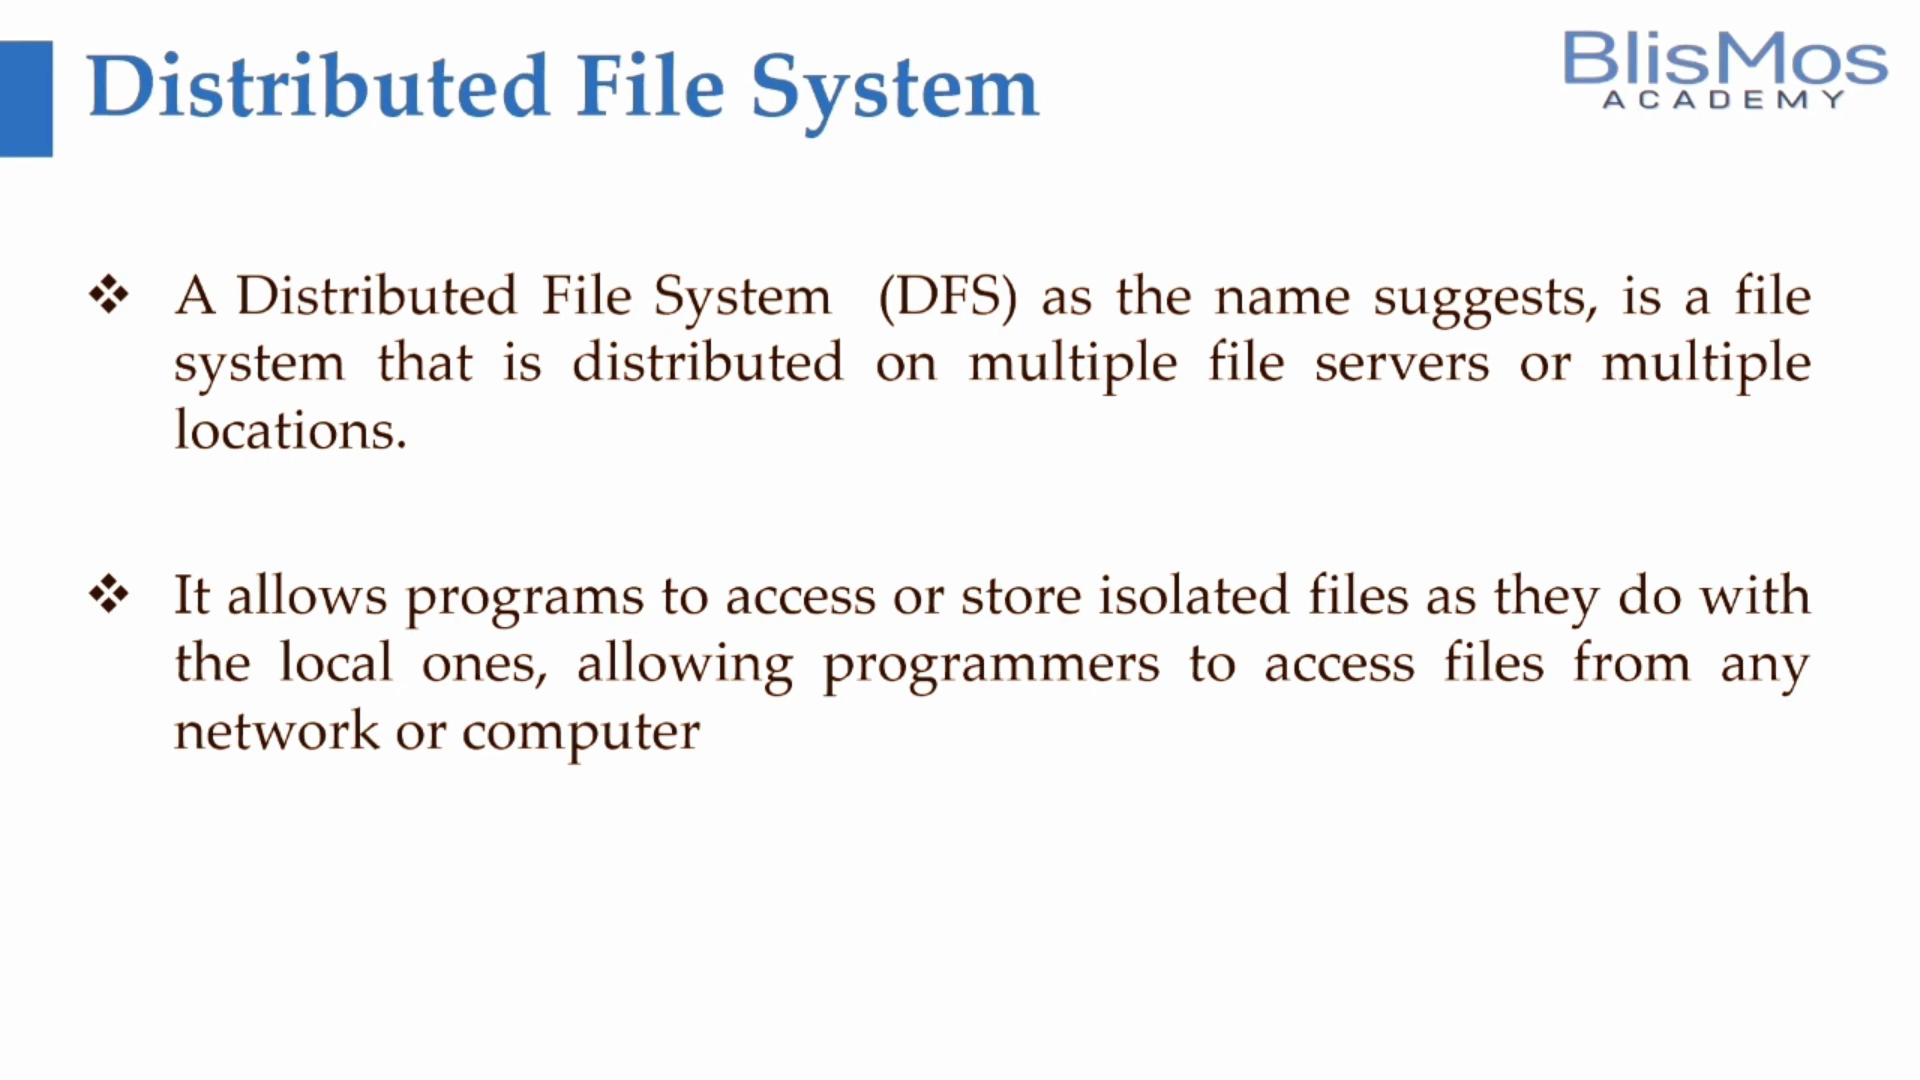 Distributed File System
BlisMos
ACADEMY
❖ A Distributed File System (DFS) as the name suggests, is a file
system that is distributed on multiple file servers or multiple
locations.
❖ It allows programs to access or store isolated files as they do with
the local ones, allowing programmers to access files from any
network or computer